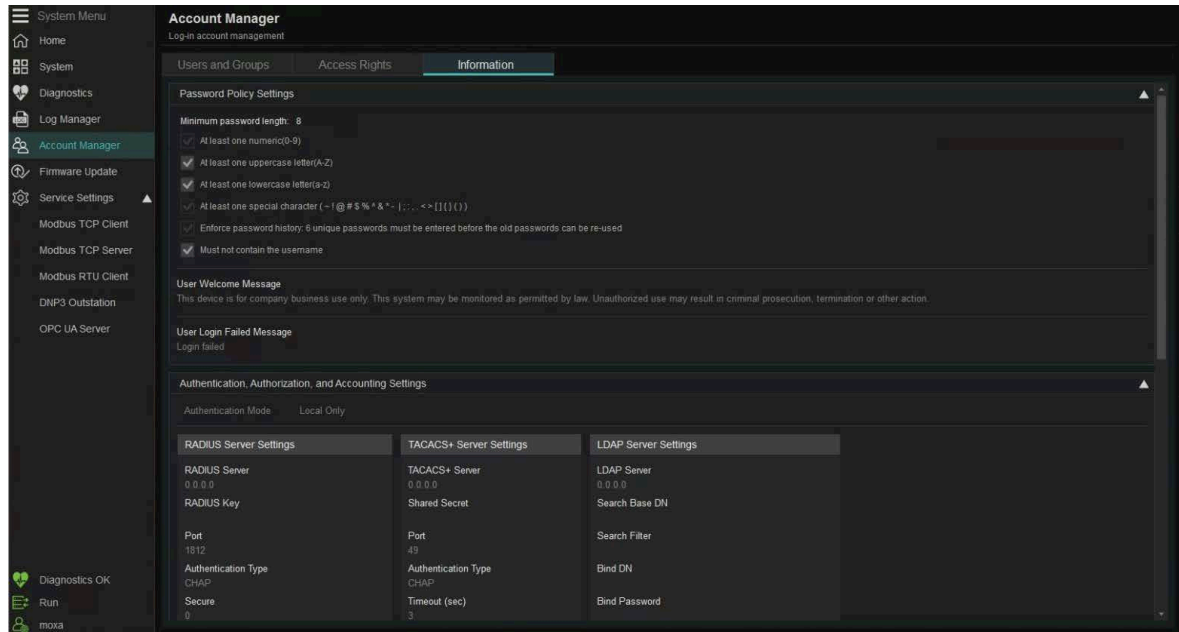 System Menu
Home
System
Diagnostics
Log Manager
Account Manager
Firmware Update
Service Settings
Modbus TCP Client
Modbus TCP Server
Modbus RTU Client
DNP3 Outstation
OPC UA Server
Diagnostics OK
Run
moxa
Account Manager
Log-in account management
Users and Groups Access Rights Information
Password Policy Settings
Minimum password length: 8
At least one numeric(0-9)
At least one uppercase letter(A-Z)
At least one lowercase letter(a-z)
At least one special character
Enforce password history: 6 unique passwords must be entered before the old passwords can be re-used
Must not contain the username
User Welcome Message
This device is for company business use only. This system may be monitored as permitted by law. Unauthorized use may result in criminal prosecution, termination or other action.
User Login Failed Message
Login failed
Authentication, Authorization, and Accounting Settings
Authentication Mode Local Only
RADIUS Server Settings TACACS+ Server Settings LDAP Server Settings
RADIUS Server TACACS+ Server LDAP Server
0.0.0.0 0.0.0.0 0.0.0.0
RADIUS Key Shared Secret Search Base DN
Port Port Search Filter
1812 49
Authentication Type Authentication Type Bind DN
CHAP CHAP
Secure Timeout (sec) Bind Password
0 3